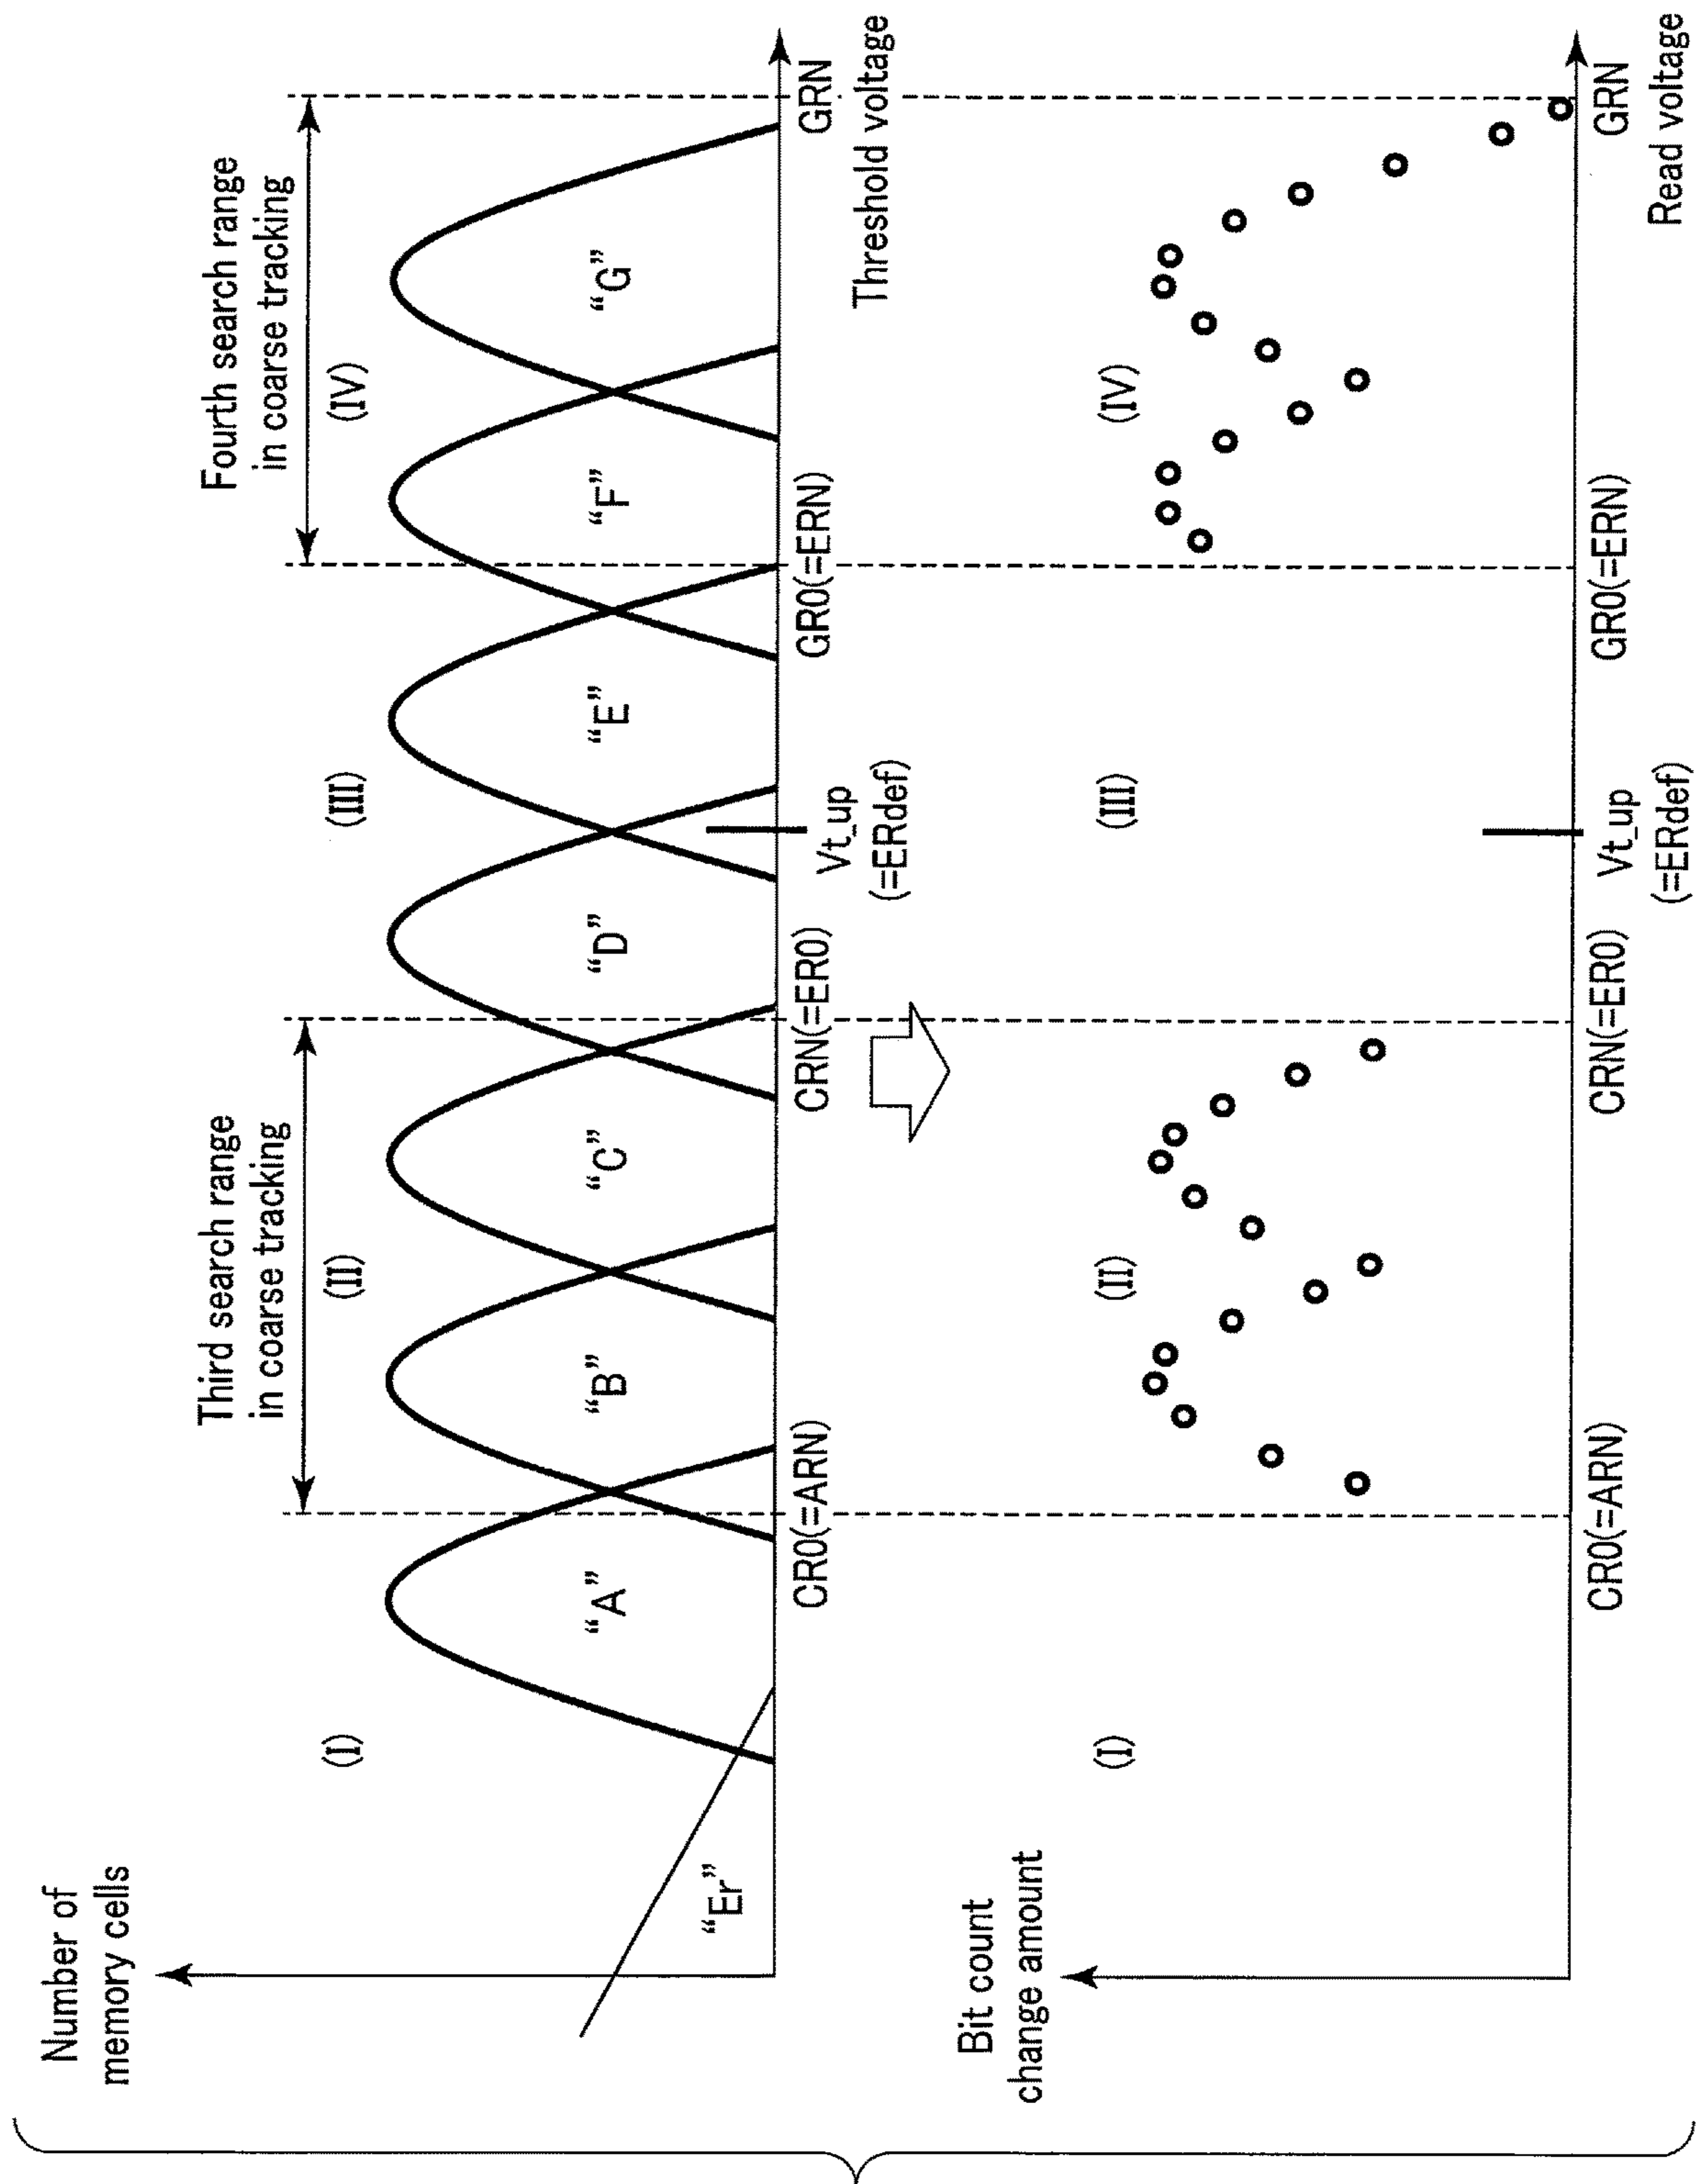 Number of
memory cells
Third search range
in coarse tracking
Fourth search range
in coarse tracking
(I)
(II)
(III)
(IV)
“Er”
“A”
“B”
“C”
“D”
“E”
“F”
“G”
CR0(=ARN)
CRN(=ER0)
Vt_up
(=ERdef)
GR0(=ERN)
GRN
Threshold voltage
Bit count
change amount
(I)
(II)
(III)
(IV)
CR0(=ARN)
CRN(=ER0)
Vt_up
(=ERdef)
GR0(=ERN)
GRN
Read voltage